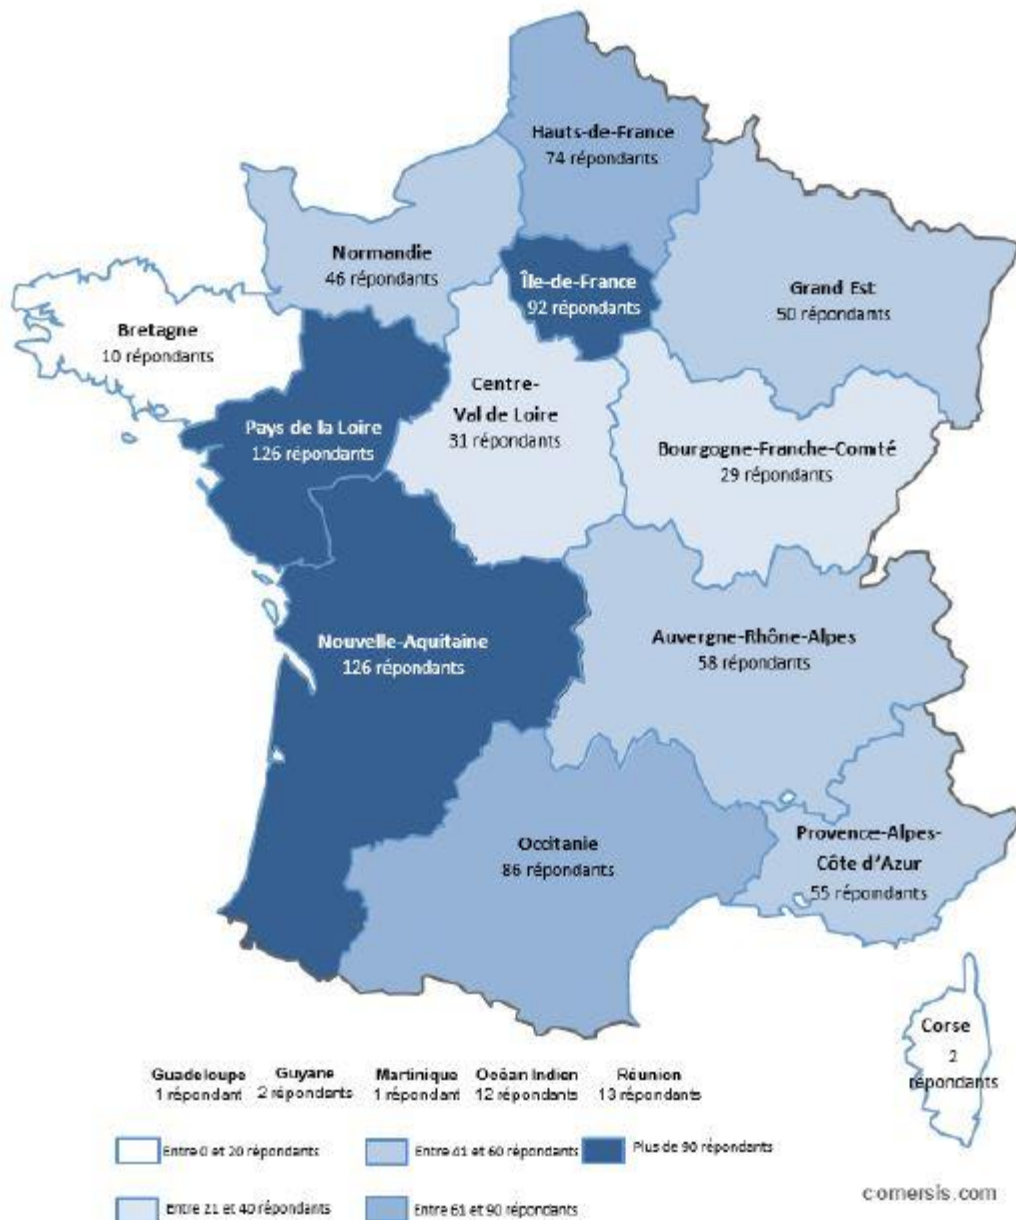 Hauts-de-France
74 répondants
Normandie
46 répondants
Île-de-France
92 répondants
Grand Est
50 répondants
Bretagne
10 répondants
Centre-
Val de Loire
31 répondants
Pays de la Loire
126 répondants
Bourgogne-Franche-Comté
29 répondants
Nouvelle-Aquitaine
126 répondants
Auvergne-Rhône-Alpes
58 répondants
Occitanie
86 répondants
Provence-Alpes-
Côte d'Azur
55 répoindants
Corse
2
répondants
Guadeloupe
1 répondant
Guyane
2 répondants
Martinique
1 répondant
Océan Indien
12 répondants
Réunion
13 répondants
Entre 0 et 20 répondants
Entre 41 et 60 répondants
Plus de 90 répondants
Entre 21 et 40 répondants
Entre 61 et 90 répondants
comersis.com